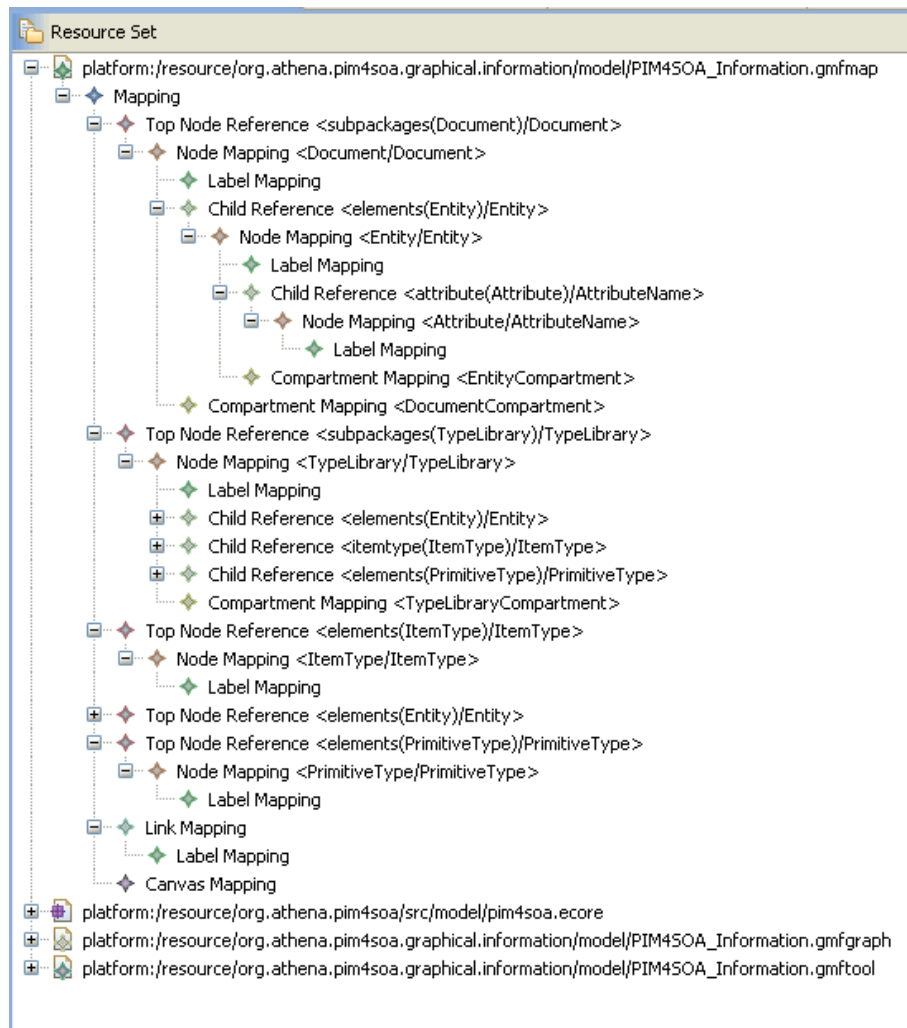 Resource Set
platform:/resource/org.athena.pim4soa.graphical.information/model/PIM4SOA_Information.gmfmap
Mapping
Top Node Reference <subpackages(Document)/Document>
Node Mapping <Document/Document>
Label Mapping
Child Reference <elements(Entity)/Entity>
Node Mapping <Entity/Entity>
Label Mapping
Child Reference <attribute(Attribute)/AttributeName>
Node Mapping <Attribute/AttributeName>
Label Mapping
Compartment Mapping <EntityCompartment>
Compartment Mapping <DocumentCompartment>
Top Node Reference <subpackages(TypeLibrary)/TypeLibrary>
Node Mapping <TypeLibrary/TypeLibrary>
Label Mapping
Child Reference <elements(Entity)/Entity>
Child Reference <itemtype(ItemType)/ItemType>
Child Reference <elements(PrimitiveType)/PrimitiveType>
Compartment Mapping <TypeLibraryCompartment>
Top Node Reference <elements(ItemType)/ItemType>
Node Mapping <ItemType/ItemType>
Label Mapping
Top Node Reference <elements(Entity)/Entity>
Top Node Reference <elements(PrimitiveType)/PrimitiveType>
Node Mapping <PrimitiveType/PrimitiveType>
Label Mapping
Link Mapping
Label Mapping
Canvas Mapping
platform:/resource/org.athena.pim4soa/src/model/pim4soa.ecore
platform:/resource/org.athena.pim4soa.graphical.information/model/PIM4SOA_Information.gmfgraph
platform:/resource/org.athena.pim4soa.graphical.information/model/PIM4SOA_Information.gmftool